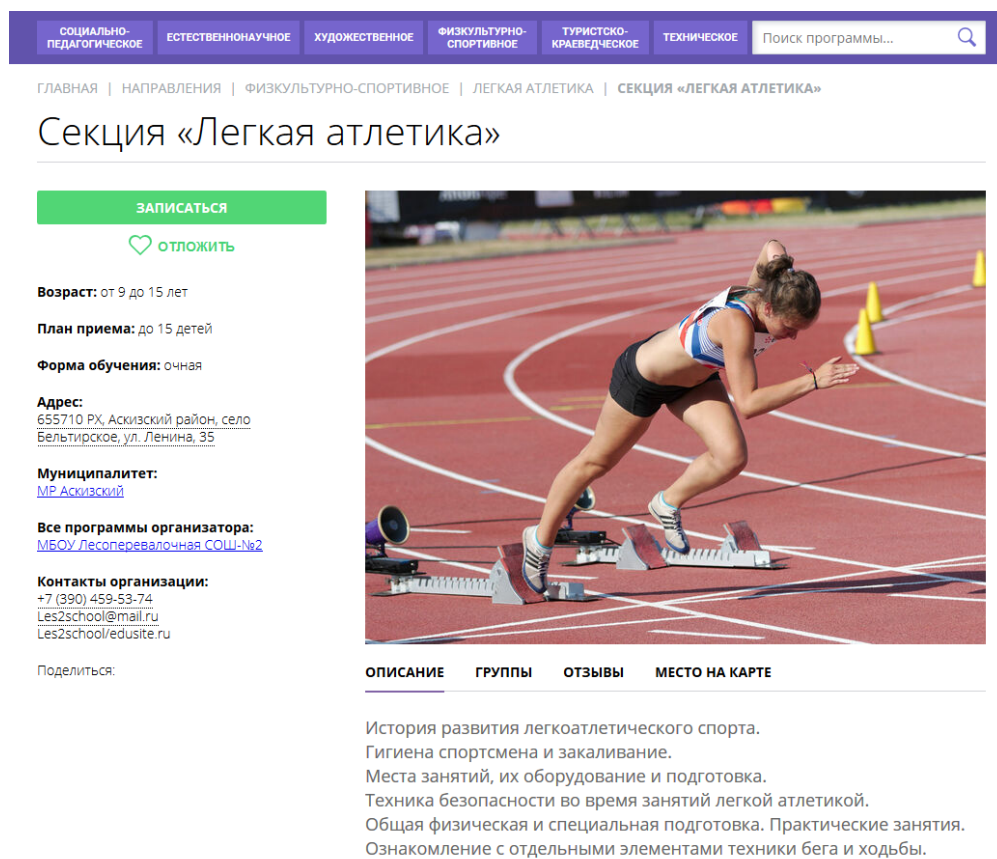 СОЦИАЛЬНО-
ПЕДАГОГИЧЕСКОЕ
ЕСТЕСТВЕННОНАУЧНОЕ
ХУДОЖЕСТВЕННОЕ
ФИЗКУЛЬТУРНО-
СПОРТИВНОЕ
ТУРИСТСКО-
КРАЕВЕДЧЕСКОЕ
ТЕХНИЧЕСКОЕ
Поиск программы...
ГЛАВНАЯ | НАПРАВЛЕНИЯ | ФИЗКУЛЬТУРНО-СПОРТИВНОЕ | ЛЕГКАЯ АТЛЕТИКА | СЕКЦИЯ «ЛЕГКАЯ АТЛЕТИКА»
Секция «Легкая атлетика»
ЗАПИСАТЬСЯ
ОТЛОЖИТЬ
Возраст: от 9 до 15 лет
План приема: до 15 детей
Форма обучения: очная
Адрес:
655710 РХ, Аскизский район, село
Бельтирское, ул. Ленина, 35
Муниципалитет:
МР Аскизский
Все программы организатора:
МБОУ Лесоперевалочная СОШ-№2
Контакты организации:
+7 (390) 459-53-74
Les2school@mail.ru
Les2school/edusite.ru
Поделиться:
ОПИСАНИЕ ГРУППЫ ОТЗЫВЫ МЕСТО НА КАРТЕ
История развития легкоатлетического спорта.
Гигиена спортсмена и закаливание.
Места занятий, их оборудование и подготовка.
Техника безопасности во время занятий легкой атлетикой.
Общая физическая и специальная подготовка. Практические занятия.
Ознакомление с отдельными элементами техники бега и ходьбы.